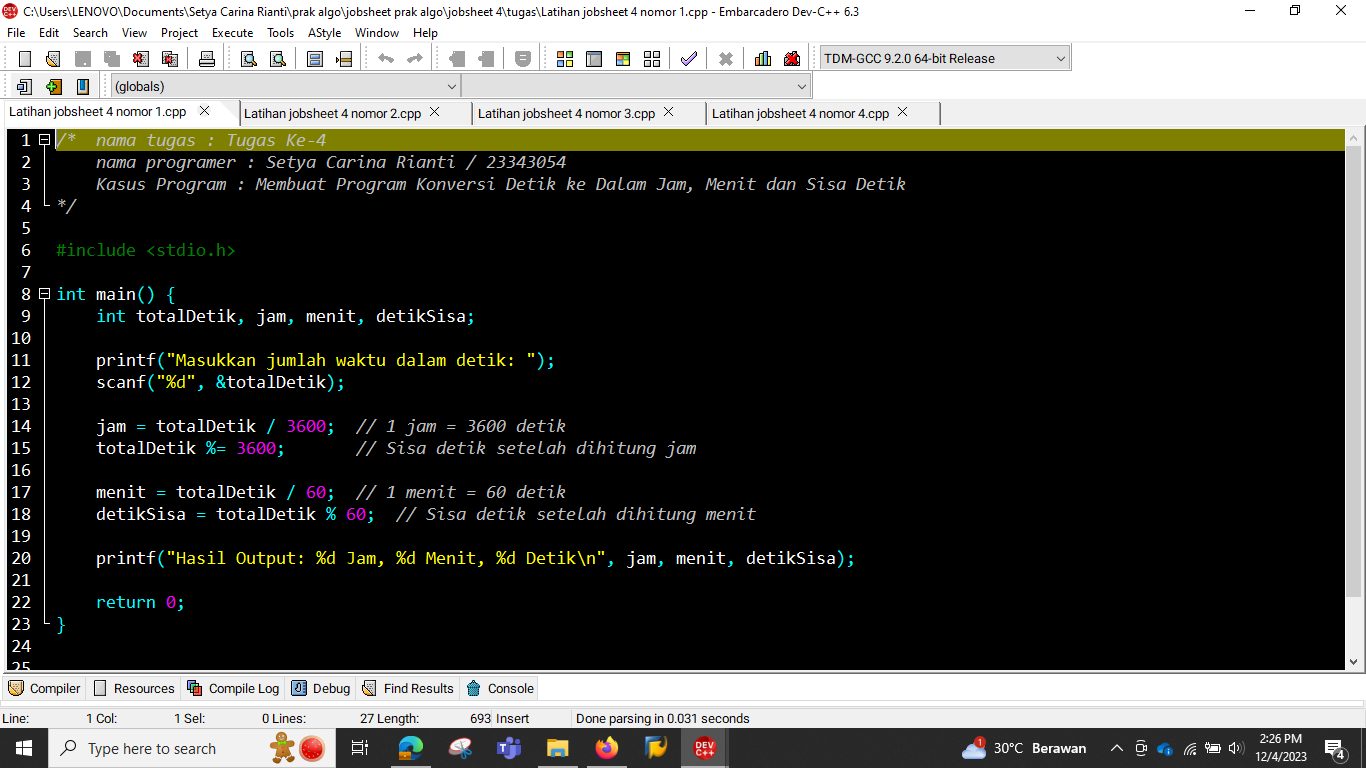 C:\Users\LENOVO\Documents\Setya Carina Rianti\prak algo\jobsheet prak algo\jobsheet 4\tugas\Latihan jobsheet 4 nomor 1.cpp - Embarcadero Dev-C++ 6.3
File Edit Search View Project Execute Tools AStyle Window Help
TDM-GCC 9.2.0 64-bit Release
(globals)
Latihan jobsheet 4 nomor 1.cpp Latihan jobsheet 4 nomor 2.cpp Latihan jobsheet 4 nomor 3.cpp Latihan jobsheet 4 nomor 4.cpp
1 /*  nama tugas : Tugas Ke-4
2     nama programer : Setya Carina Rianti / 23343054
3     Kasus Program : Membuat Program Konversi Detik ke Dalam Jam, Menit dan Sisa Detik
4 */
5
6 #include <stdio.h>
7
8 int main() {
9     int totalDetik, jam, menit, detikSisa;
10
11     printf("Masukkan jumlah waktu dalam detik: ");
12     scanf("%d", &totalDetik);
13
14     jam = totalDetik / 3600;  // 1 jam = 3600 detik
15     totalDetik %= 3600;       // Sisa detik setelah dihitung jam
16
17     menit = totalDetik / 60;  // 1 menit = 60 detik
18     detikSisa = totalDetik % 60;  // Sisa detik setelah dihitung menit
19
20     printf("Hasil Output: %d Jam, %d Menit, %d Detik\n", jam, menit, detikSisa);
21
22     return 0;
23 }
24
25
Compiler Resources Compile Log Debug Find Results Console
Line: 1 Col: 1 Sel: 0 Lines: 27 Length: 693 Insert Done parsing in 0.031 seconds
Type here to search DEV C++ 1 30°C Berawan 2:26 PM
12/4/2023 4